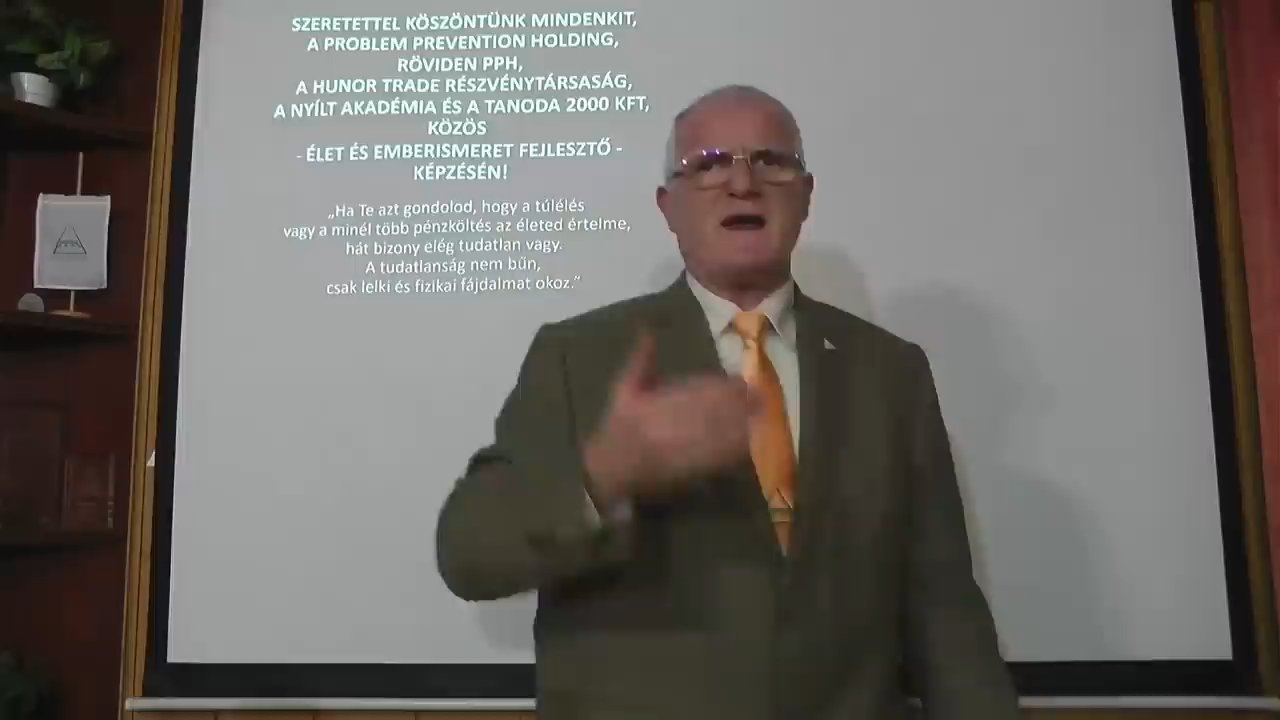 SZERETETTEL KÖSZÖNTÜNK MINDENKIT,
A PROBLEM PREVENTION HOLDING,
RÖVIDEN PPH,
A HUNOR TRADE RÉSZVÉNYTÁRSASÁG,
A NYÍLT AKADÉMIA ÉS A TANODA 2000 KFT,
KÖZÖS
- ÉLET ÉS EMBERISMERET FEJLESZTŐ -
KÉPZÉSÉN!
„Ha Te azt gondolod, hogy a túlélés
vagy a minél több pénzköltés az életed értelme,
hát bizony elég tudatlan vagy.
A tudatlanság nem bűn,
csak lelki és fizikai fájdalmat okoz.”